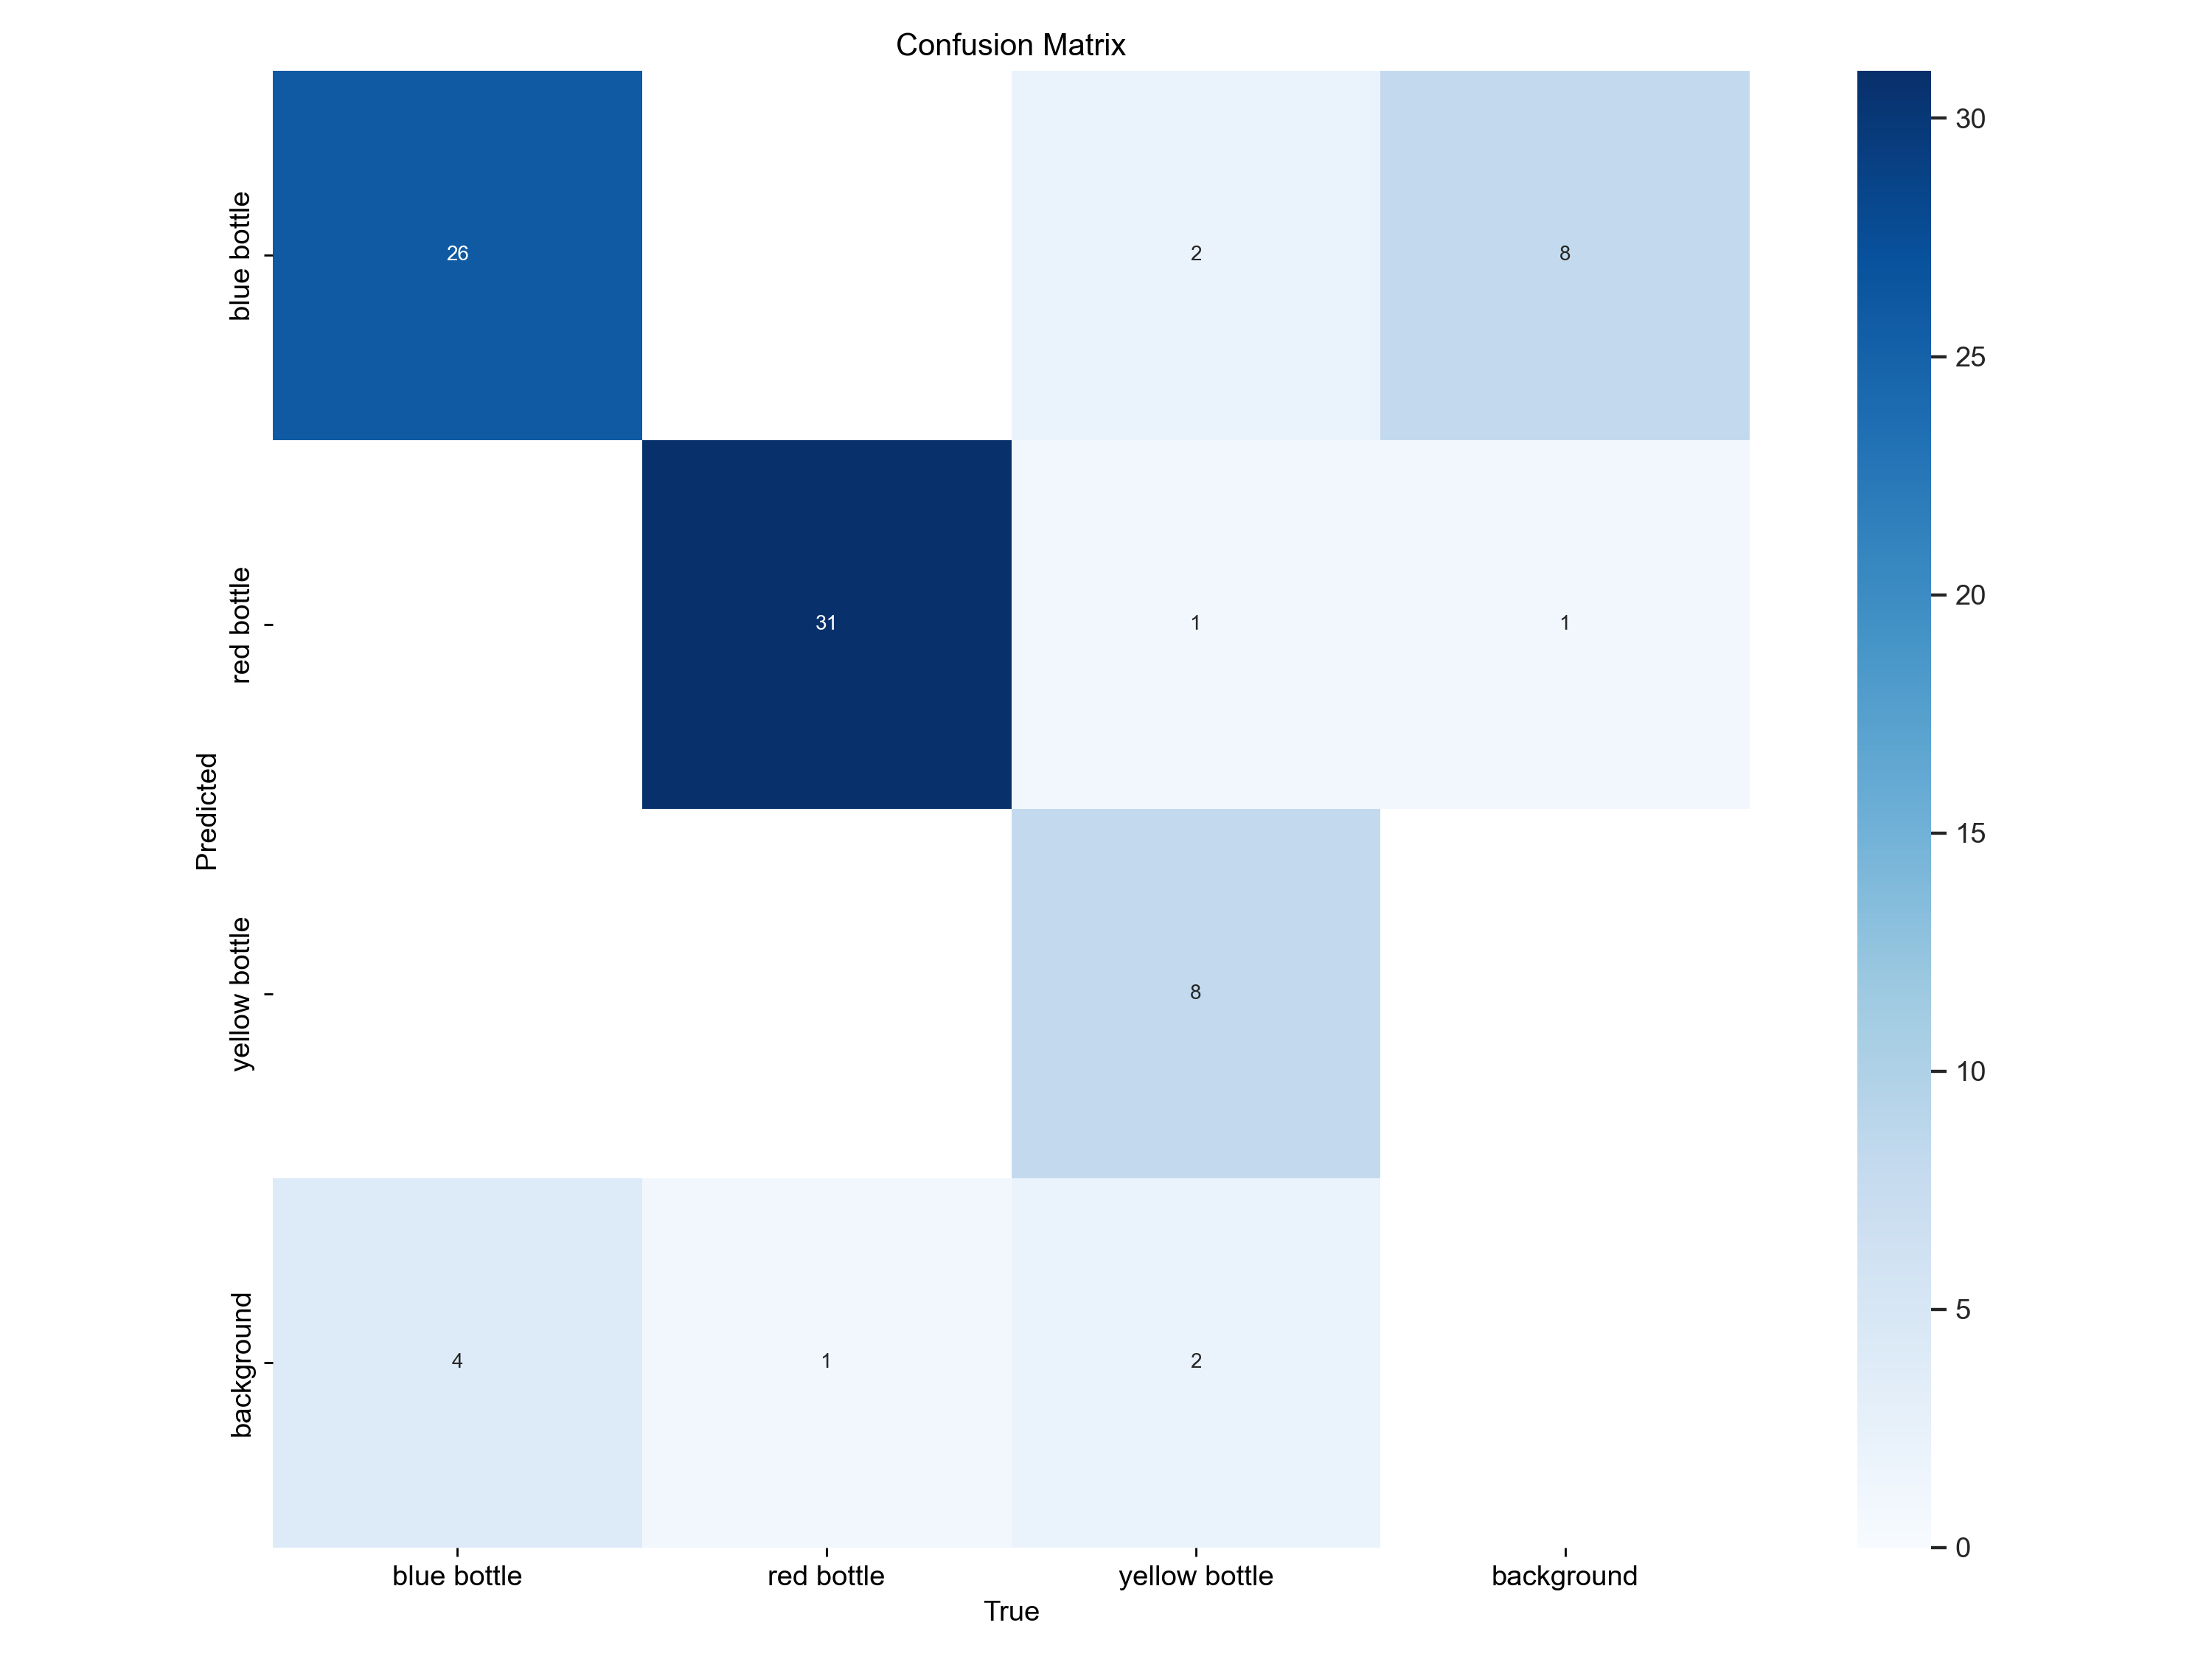 Confusion Matrix
blue bottle
26
2
8
red bottle
31
1
1
yellow bottle
8
background
4
1
2
Predicted
blue bottle
red bottle
yellow bottle
background
True
30
25
20
15
10
5
0